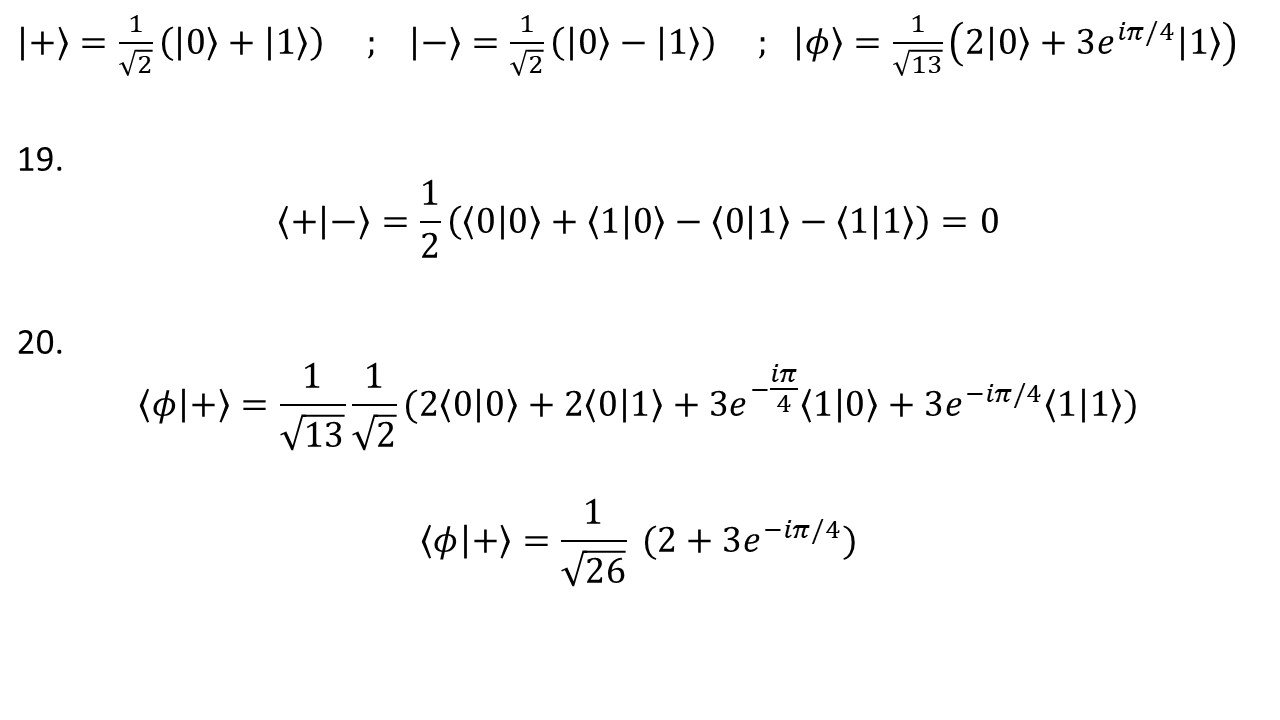 |+⟩ = 1/√2 (|0⟩ + |1⟩) ; |−⟩ = 1/√2 (|0⟩ − |1⟩) ; |ϕ⟩ = 1/√13 (2|0⟩ + 3e^{iπ/4}|1⟩)
19.
⟨+|−⟩ = 1/2 (⟨0|0⟩ + ⟨1|0⟩ − ⟨0|1⟩ − ⟨1|1⟩) = 0
20.
⟨ϕ|+⟩ = 1/√13 1/√2 (2⟨0|0⟩ + 2⟨0|1⟩ + 3e^{−iπ/4}⟨1|0⟩ + 3e^{−iπ/4}⟨1|1⟩)
⟨ϕ|+⟩ = 1/√26 (2 + 3e^{−iπ/4})